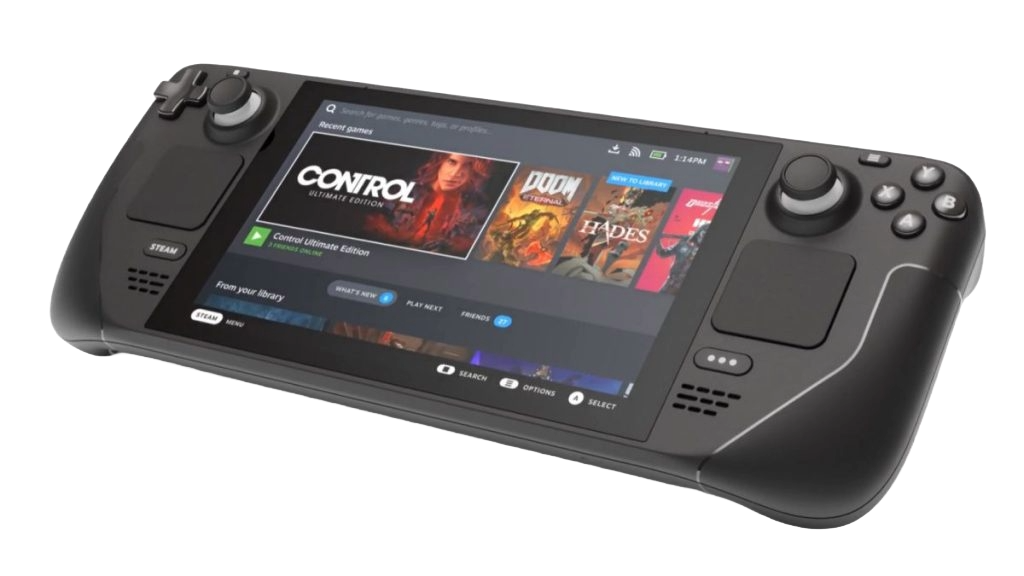 Search for games, genres, tags, or profiles...
Recent games
1:14PM
CONTROL
ULTIMATE EDITION
DOOM
ETERNAL
NEW TO LIBRARY
HADES
Control Ultimate Edition
3 FRIENDS ONLINE
From your library
WHAT'S NEW 6
PLAY NEXT
FRIENDS 27
STEAM MENU
SEARCH
OPTIONS
A SELECT
STEAM
Y
X
B
A